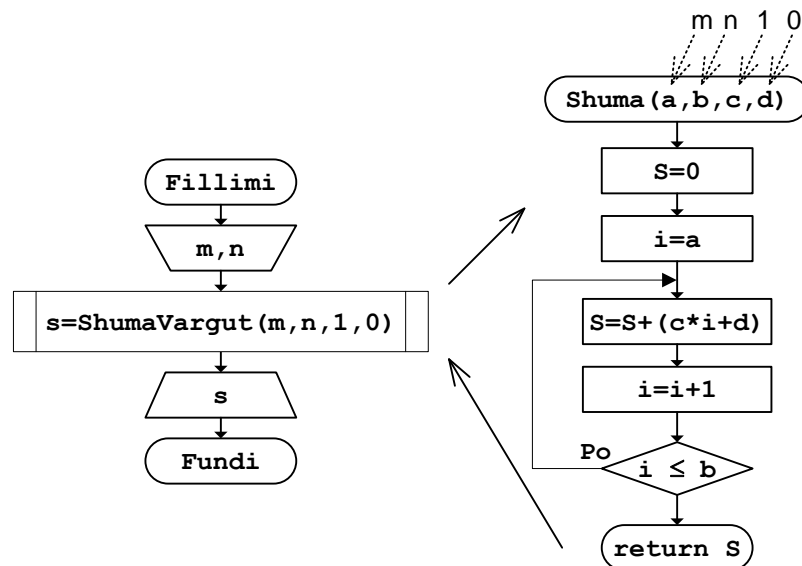 Fillimi
m,n
s=ShumaVargut(m,n,1,0)
s
Fundi
m n 1 0
Shuma(a,b,c,d)
S=0
i=a
S=S+(c*i+d)
i=i+1
Po
i ≤ b
return S